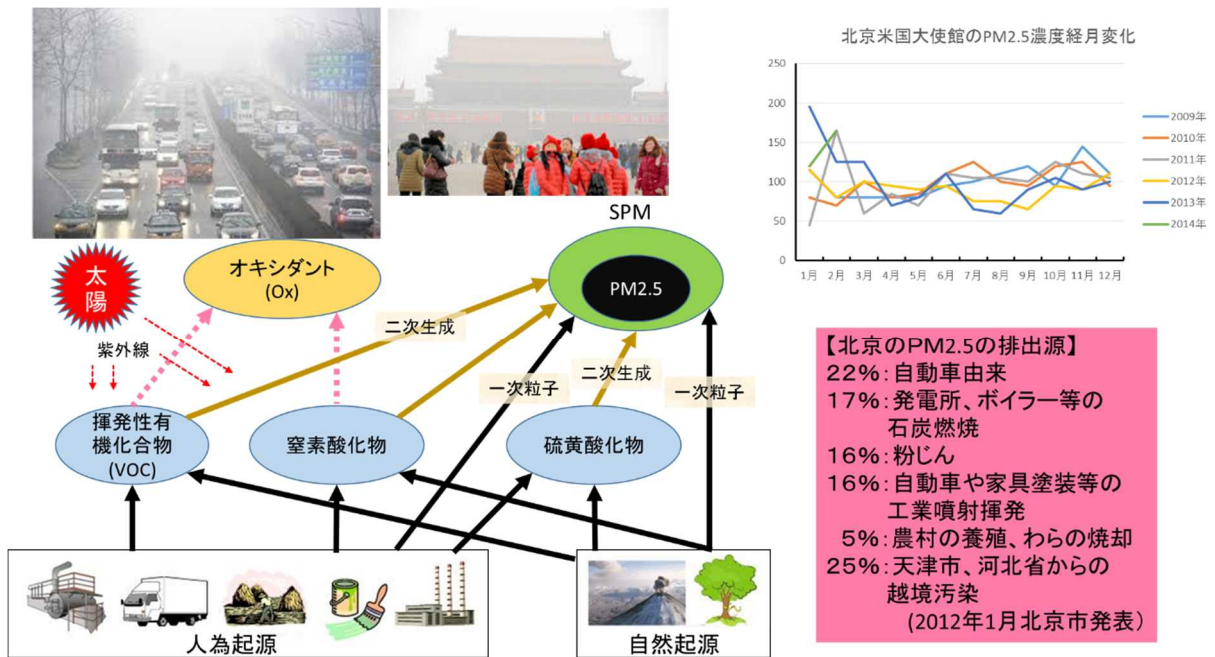 北京米国大使館のPM2.5濃度経月変化
250
200
150
100
50
0
1月 2月 3月 4月 5月 6月 7月 8月 9月 10月 11月 12月
2009年
2010年
2011年
2012年
2013年
2014年
SPM
太陽
オキシダント
(Ox)
PM2.5
紫外線
二次生成
一次粒子
二次生成
一次粒子
揮発性有
機化合物
(VOC)
窒素酸化物
硫黄酸化物
人為起源
自然起源
【北京のPM2.5の排出源】
22%:自動車由来
17%:発電所、ボイラー等の
石炭燃焼
16%:粉じん
16%:自動車や家具塗装等の
工業噴射揮発
5%:農村の養殖、わらの焼却
25%:天津市、河北省からの
越境汚染
(2012年1月北京市発表)